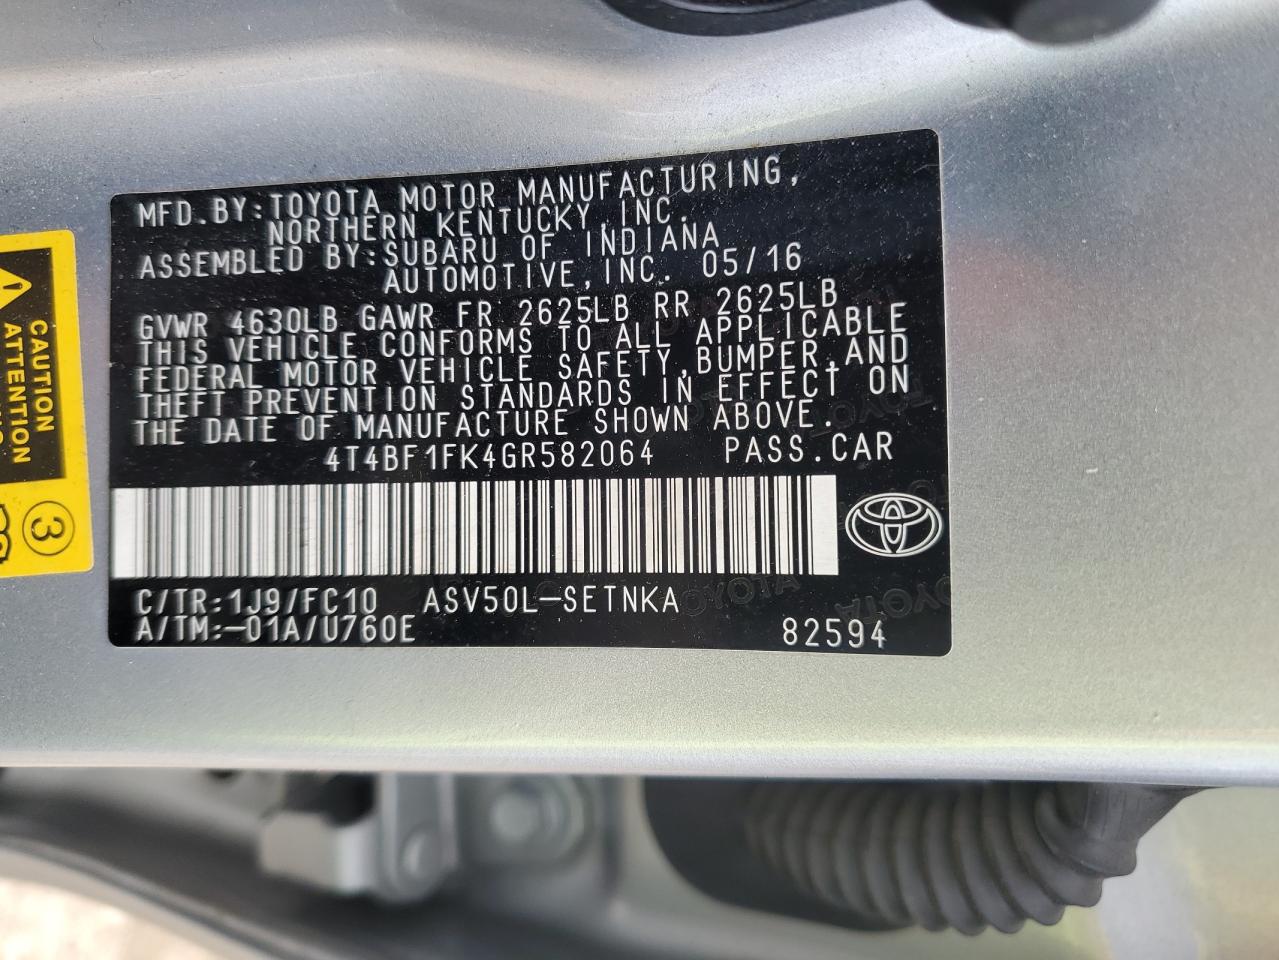 MFD.BY:TOYOTA MOTOR MANUFACTURING,
NORTHERN KENTUCKY,INC.
ASSEMBLED BY:SUBARU OF INDIANA
AUTOMOTIVE,INC. 05/16
GVWR 4630LB GAWR FR 2625LB RR 2625LB
THIS VEHICLE CONFORMS TO ALL APPLICABLE
FEDERAL MOTOR VEHICLE SAFETY,BUMPER,AND
THEFT PREVENTION STANDARDS IN EFFECT ON
THE DATE OF MANUFACTURE SHOWN ABOVE.
4T4BF1FK4GR582064 PASS.CAR
C/TR:1J9/FC10 ASV50L-SETNKA
A/TM:-01A/U760E 82594
CAUTION
ATTENTION
3